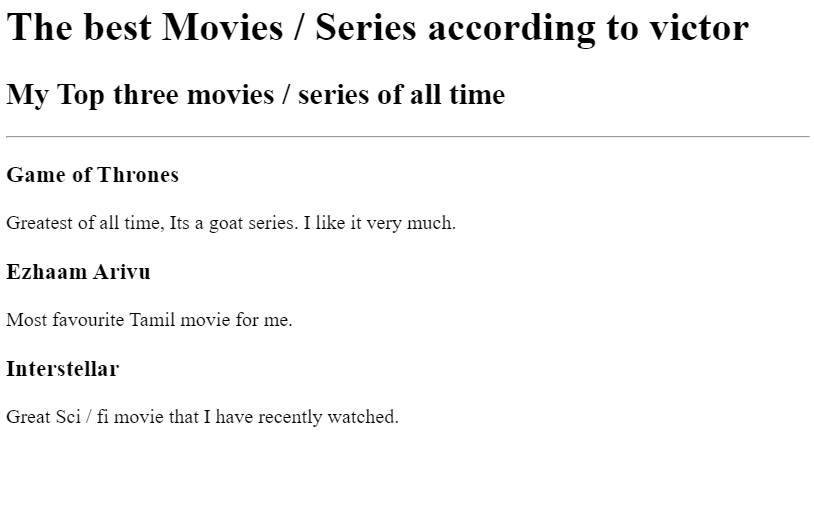 The best Movies / Series according to victor
My Top three movies / series of all time
Game of Thrones
Greatest of all time, Its a goat series. I like it very much.
Ezhaam Arivu
Most favourite Tamil movie for me.
Interstellar
Great Sci / fi movie that I have recently watched.